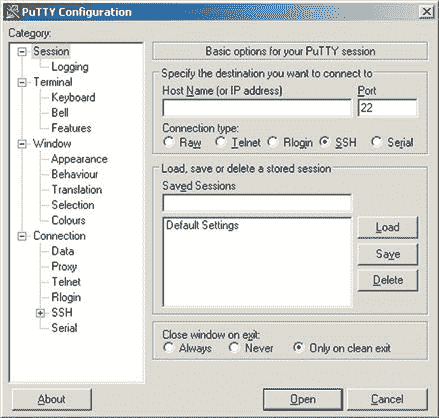 PuTTY Configuration
Category:
Session
Logging
Terminal
Keyboard
Bell
Features
Window
Appearance
Behaviour
Translation
Selection
Colours
Connection
Data
Proxy
Telnet
Rlogin
SSH
Serial
Basic options for your PuTTY session
Specify the destination you want to connect to
Host Name (or IP address) Port
22
Connection type:
Raw Telnet Rlogin SSH Serial
Load, save or delete a stored session
Saved Sessions
Default Settings
Load
Save
Delete
Close window on exit:
Always Never Only on clean exit
About Open Cancel